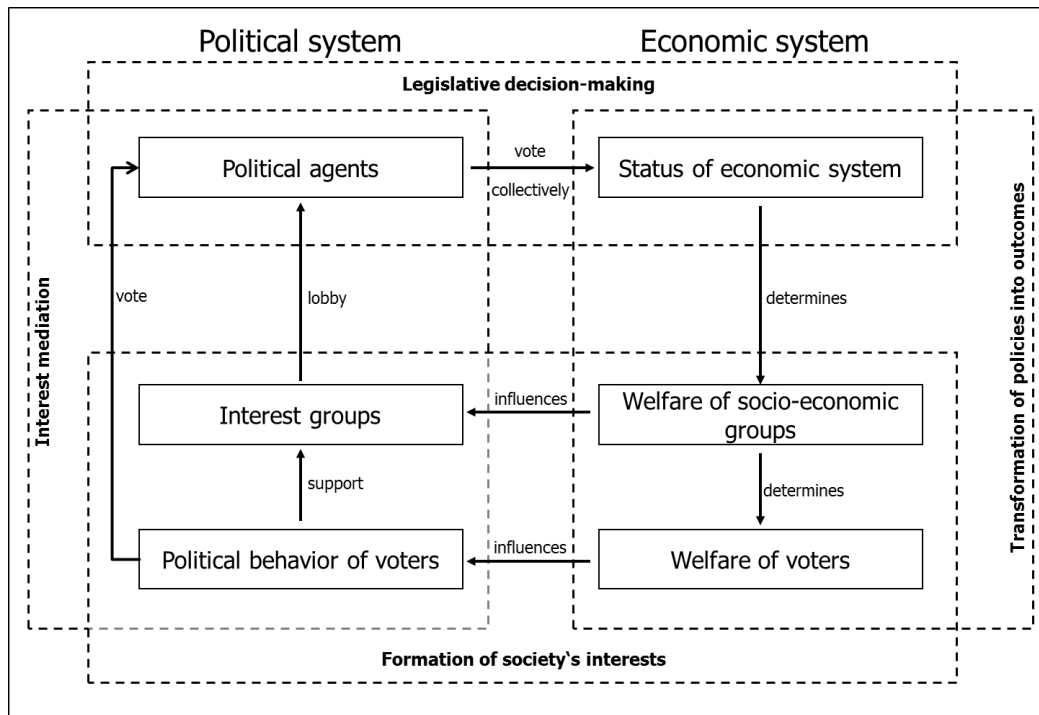 Political system
Economic system
Legislative decision-making
Political agents
vote
collectively
Status of economic system
vote
lobby
determines
Interest mediation
Transformation of policies into outcomes
Interest groups
influences
Welfare of socio-economic
groups
support
determines
Political behavior of voters
influences
Welfare of voters
Formation of society‘s interests